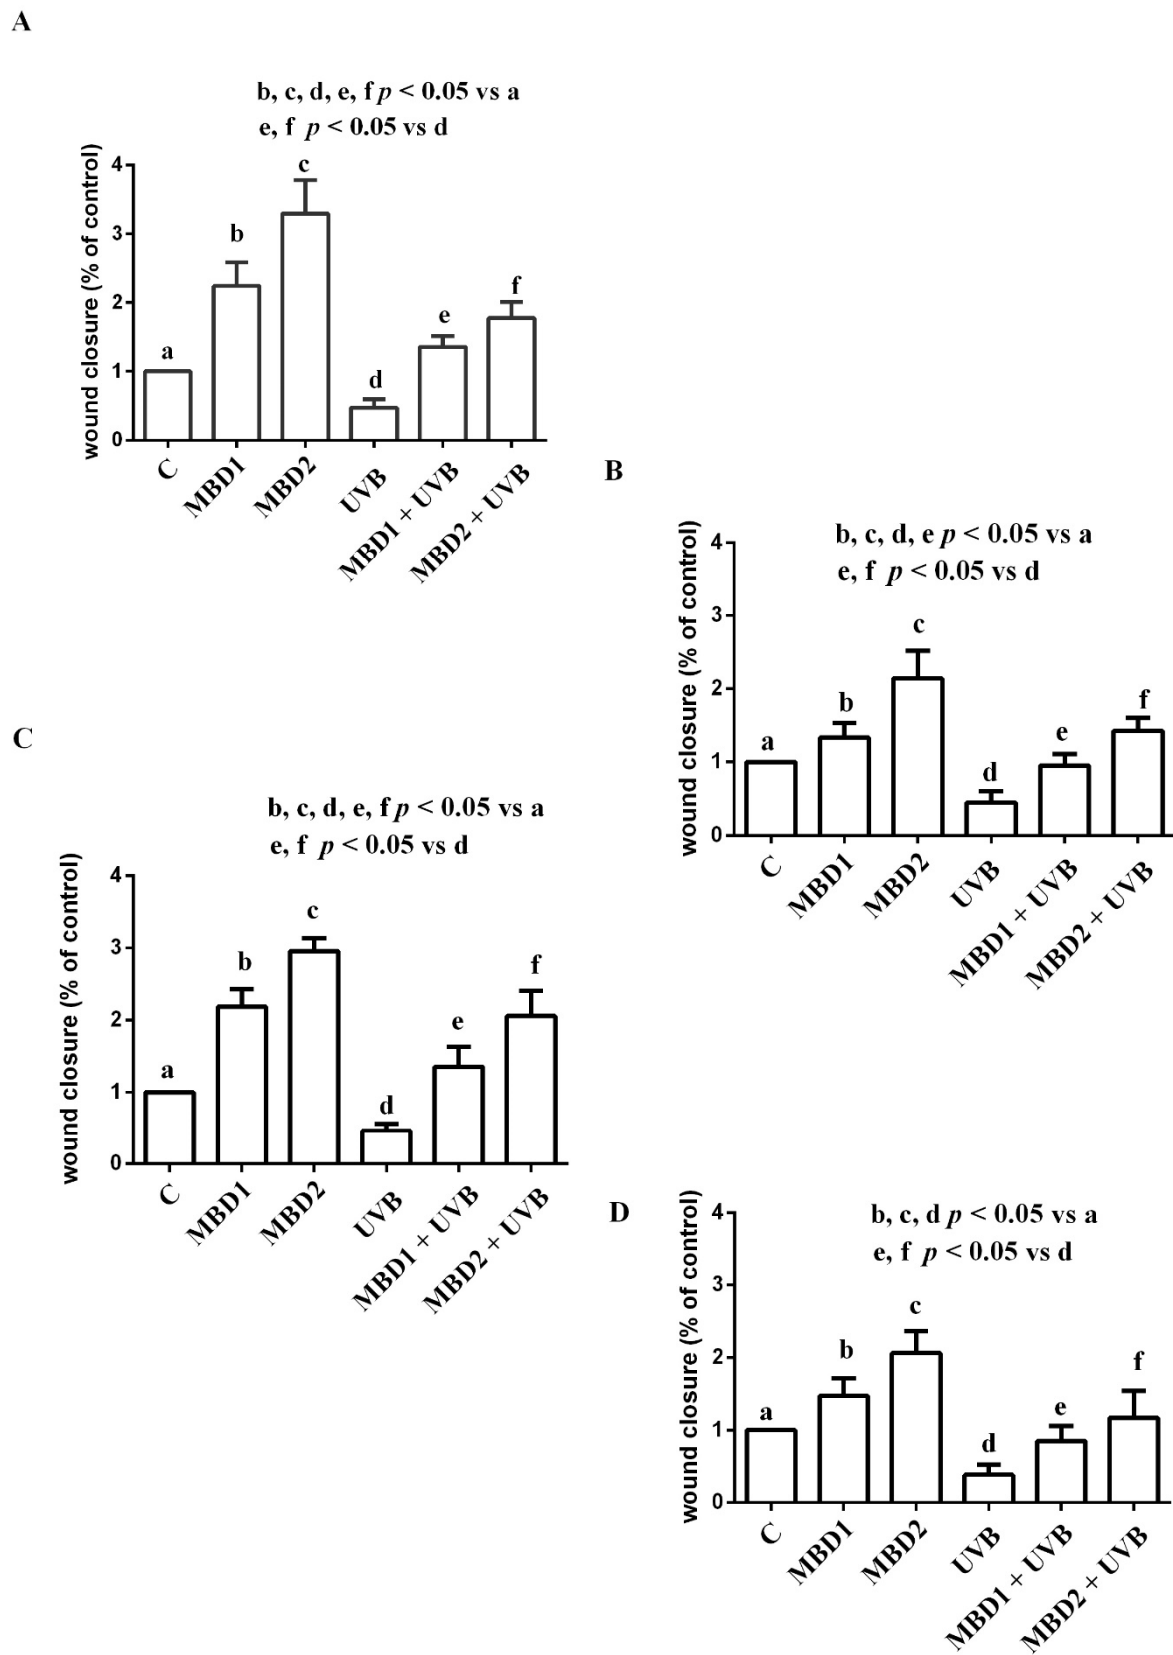 A
b, c, d, e, f p < 0.05 vs a
e, f p < 0.05 vs d
wound closure (% of control)
4
3
2
1
0
a
b
c
d
e
f
C
MBD1
MBD2
UVB
MBD1 + UVB
MBD2 + UVB
B
b, c, d, e p < 0.05 vs a
e, f p < 0.05 vs d
wound closure (% of control)
4
3
2
1
0
a
b
c
d
e
f
C
MBD1
MBD2
UVB
MBD1 + UVB
MBD2 + UVB
C
b, c, d, e, f p < 0.05 vs a
e, f p < 0.05 vs d
wound closure (% of control)
4
3
2
1
0
a
b
c
d
e
f
C
MBD1
MBD2
UVB
MBD1 + UVB
MBD2 + UVB
D
b, c, d p < 0.05 vs a
e, f p < 0.05 vs d
wound closure (% of control)
4
3
2
1
0
a
b
c
d
e
f
C
MBD1
MBD2
UVB
MBD1 + UVB
MBD2 + UVB